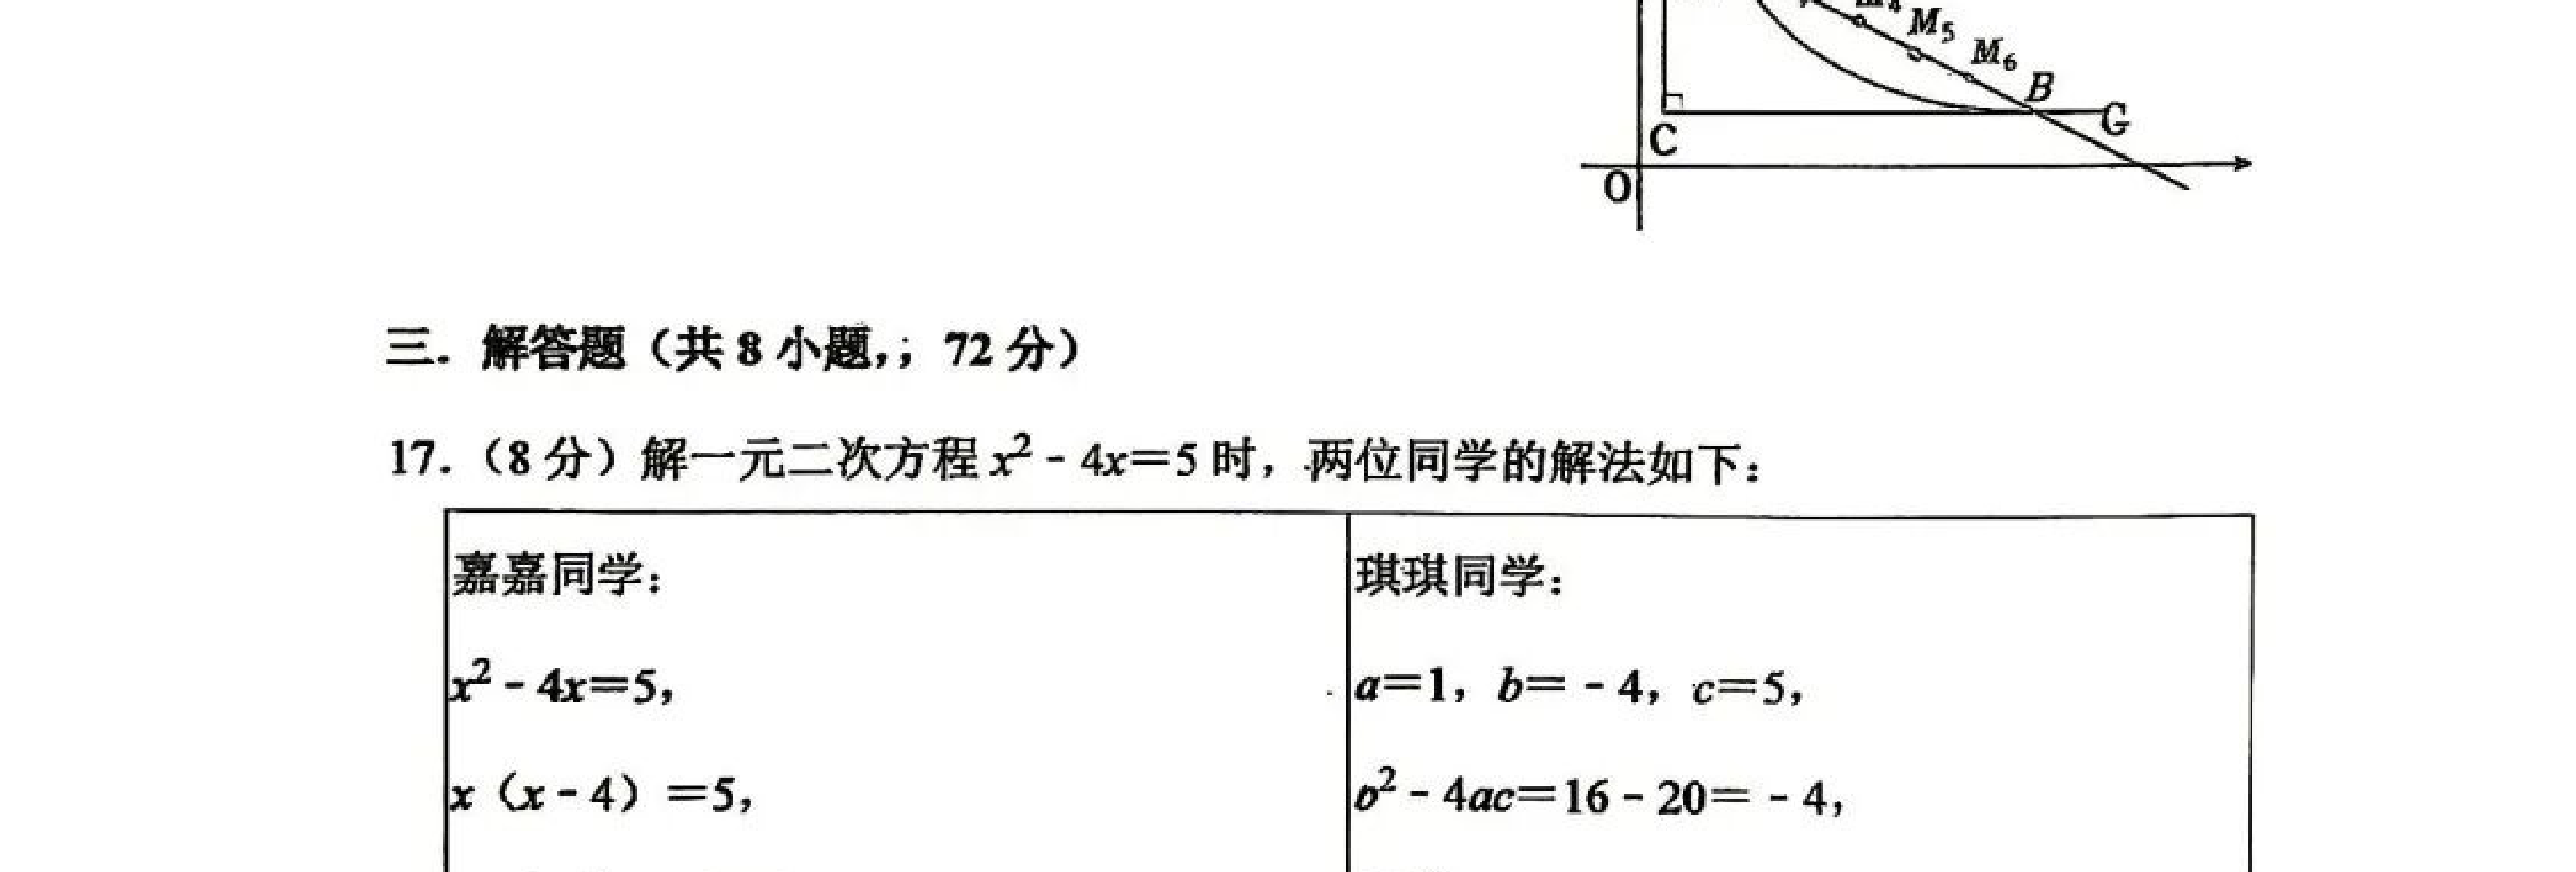 M₅
M₆
B
G
C
O
三. 解答题（共 8 小题,；72 分）
17.（8 分）解一元二次方程 x² - 4x=5 时，两位同学的解法如下：
嘉嘉同学：
x² - 4x=5，
x（x - 4）=5，
琪琪同学：
a=1，b= - 4，c=5，
b² - 4ac=16 - 20= - 4，